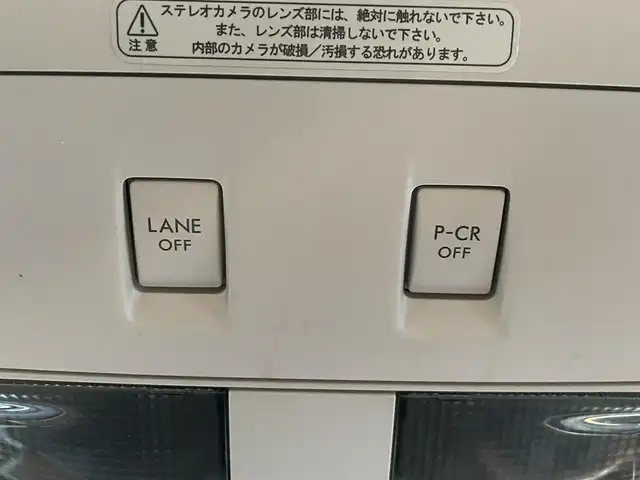 ステレオカメラのレンズ部には、絶対に触れないで下さい。
また、レンズ部は清掃しないで下さい。
注意 内部のカメラが破損／汚損する恐れがあります。
LANE
OFF
P-CR
OFF